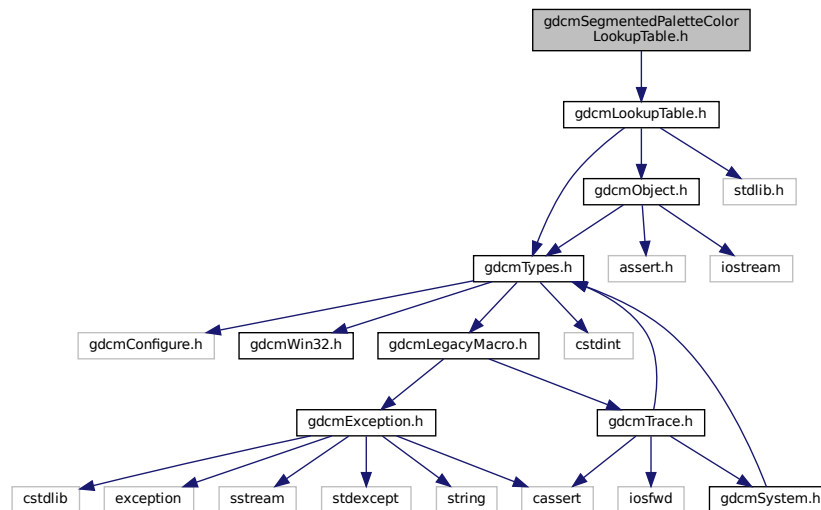 gdcmSegmentedPaletteColor
LookupTable.h
gdcmLookupTable.h
gdcmObject.h
stdlib.h
gdcmTypes.h
assert.h
iostream
gdcmConfigure.h
gdcmWin32.h
gdcmLegacyMacro.h
cstdint
gdcmException.h
gdcmTrace.h
cstdlib
exception
sstream
stdexcept
string
cassert
iosfwd
gdcmSystem.h